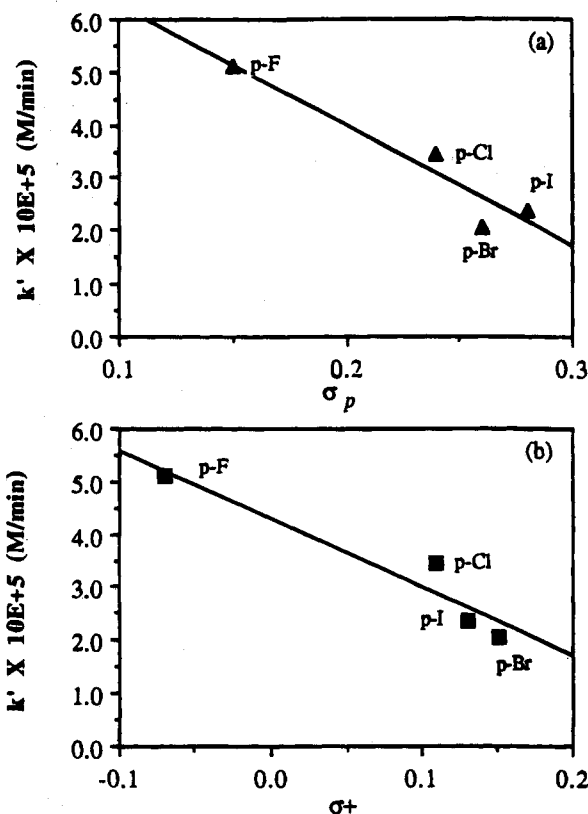 k' X 10E+5 (M/min)
6.0
5.0
4.0
3.0
2.0
1.0
0.0
(a)
p-F
p-Cl
p-I
p-Br
0.1
0.2
0.3
σp
k' X 10E+5 (M/min)
6.0
5.0
4.0
3.0
2.0
1.0
0.0
(b)
p-F
p-Cl
p-I
p-Br
-0.1
0.0
0.1
0.2
σ+